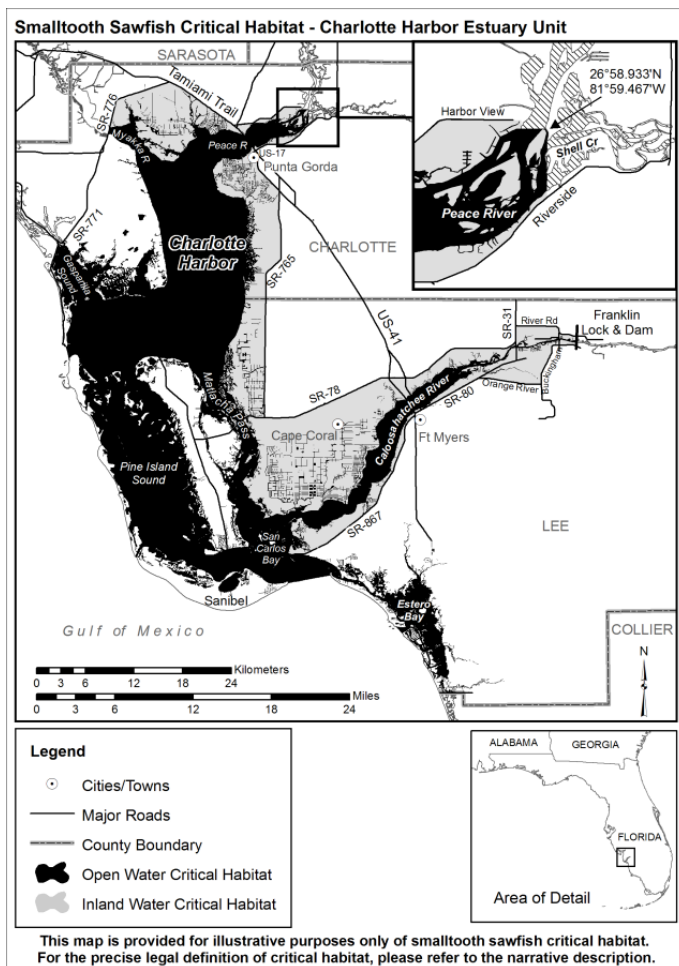 Smalltooth Sawfish Critical Habitat - Charlotte Harbor Estuary Unit
SARASOTA
Tamiami Trail
SR-776
Myakka R
Peace R
US-17
Punta Gorda
SR-771
Charlotte
Harbor
CHARLOTTE
Gasparilla
Sound
SR-765
US-41
Harbor View
26°58.933'N
81°59.467'W
Shell Cr
Peace River
Riverside
SR-31
River Rd
Franklin
Lock & Dam
Buckingham
Orange River
SR-78
SR-80
Matlacha Pass
Cape Coral
Caloosahatchee River
Ft Myers
Pine Island
Sound
SR-867
LEE
San
Carlos
Bay
Sanibel
Estero
Bay
Gulf of Mexico
COLLIER
N
Kilometers
0 3 6 12 18 24
Miles
0 3 6 12 18 24
Legend
Cities/Towns
Major Roads
County Boundary
Open Water Critical Habitat
Inland Water Critical Habitat
ALABAMA
GEORGIA
FLORIDA
Area of Detail
This map is provided for illustrative purposes only of smalltooth sawfish critical habitat.
For the precise legal definition of critical habitat, please refer to the narrative description.